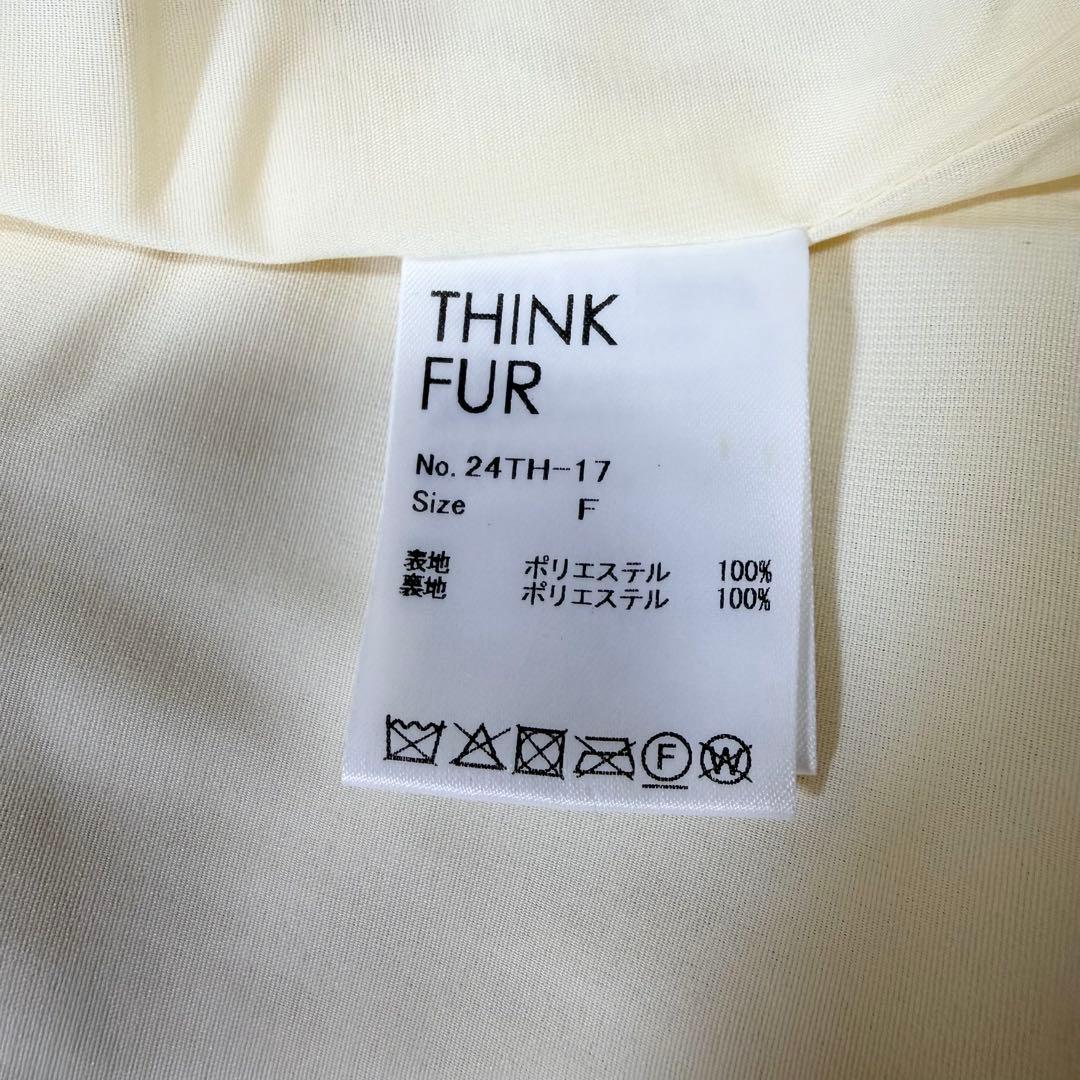 THINK
FUR
No. 24TH-17
Size F
表地 ポリエステル 100%
裏地 ポリエステル 100%
F W